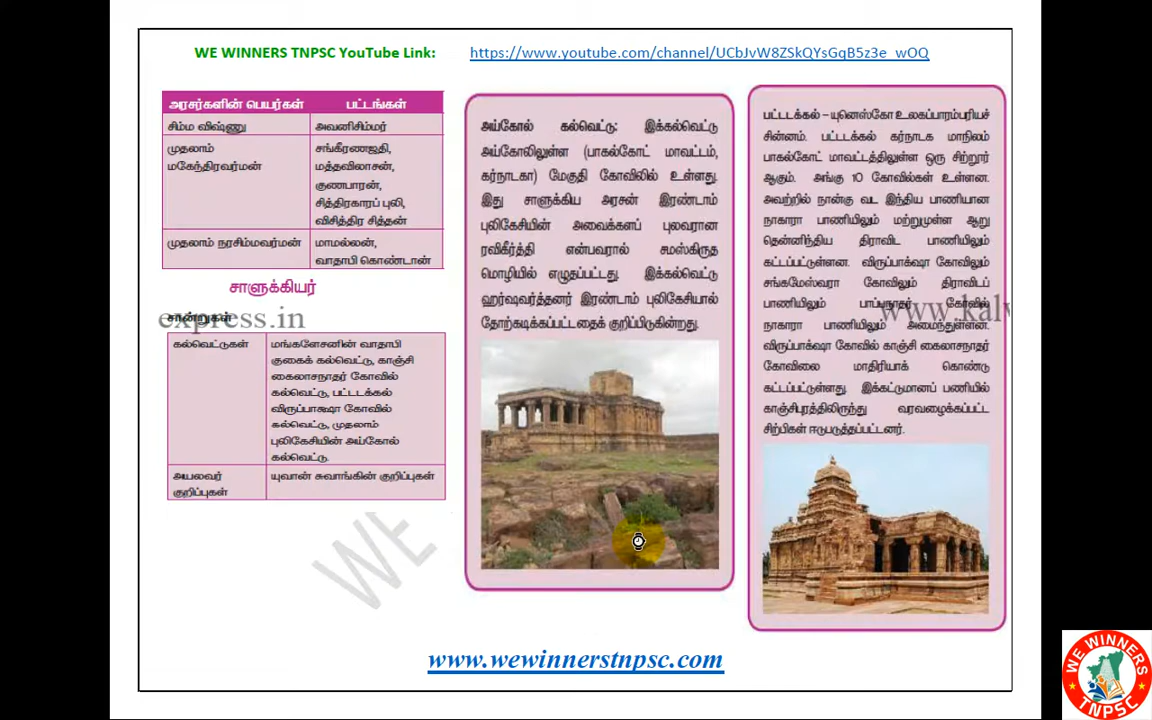 WE WINNERS TNPSC YouTube Link: https://www.youtube.com/channel/UCbJvW8ZSkQYsGqB5z3e_wOQ
அரசர்களின் பெயர்கள் பட்டங்கள்
சிம்ம விஷ்ணு அவனிசிம்மர்
முதலாம் மகேந்திரவர்மன் சங்கீரணஜதி,
மத்தவிலாசன்,
குணபாரன்,
சித்திரகாரப் புலி,
விசித்திர சித்தன்
முதலாம் நரசிம்மவர்மன் மாமல்லன்,
வாதாபி கொண்டான்
சாளுக்கியர்
சான்றுகள்
express.in
கல்வெட்டுகள் மங்களேசனின் வாதாபி
குகைக் கல்வெட்டு, காஞ்சி
கைலாசநாதர் கோவில்
கல்வெட்டு, பட்டடக்கல்
விருப்பாக்ஷா கோவில்
கல்வெட்டு, முதலாம்
புலிகேசியின் அய்கோல்
கல்வெட்டு.
அயலவர்
குறிப்புகள் யுவான் சுவாங்கின் குறிப்புகள்
WE
அய்கோல் கல்வெட்டு: இக்கல்வெட்டு
அய்கோலிலுள்ள (பாகல்கோட் மாவட்டம்,
கர்நாடகா) மேகுதி கோவிலில் உள்ளது.
இது சாளுக்கிய அரசன் இரண்டாம்
புலிகேசியின் அவைக்களப் புலவரான
ரவிகீர்த்தி என்பவரால் சமஸ்கிருத
மொழியில் எழுதப்பட்டது. இக்கல்வெட்டு
ஹர்ஷவர்த்தனர் இரண்டாம் புலிகேசியால்
தோற்கடிக்கப்பட்டதைக் குறிப்பிடுகின்றது.
பட்டடக்கல் – யுனெஸ்கோ உலகப்பாரம்பரியச்
சின்னம். பட்டடக்கல் கர்நாடக மாநிலம்
பாகல்கோட் மாவட்டத்திலுள்ள ஒரு சிற்றூர்
ஆகும். அங்கு 10 கோவில்கள் உள்ளன.
அவற்றில் நான்கு வட இந்திய பாணியான
நாகாரா பாணியிலும் மற்றுமுள்ள ஆறு
தென்னிந்திய திராவிட பாணியிலும்
கட்டப்பட்டுள்ளன. விருப்பாக்ஷா கோவிலும்
சங்கமேஸ்வரா கோவிலும் திராவிடப்
பாணியிலும் பாப்புநாதர் கோவில்
www.kalv
நாகாரா பாணியிலும் அமைந்துள்ளன.
விருப்பாக்ஷா கோவில் காஞ்சி கைலாசநாதர்
கோவிலை மாதிரியாக் கொண்டு
கட்டப்பட்டுள்ளது. இக்கட்டுமானப் பணியில்
காஞ்சிபுரத்திலிருந்து வரவழைக்கப்பட்ட
சிற்பிகள் ஈடுபடுத்தப்பட்டனர்.
www.wewinnerstnpsc.com
WE WINNERS
TNPSC